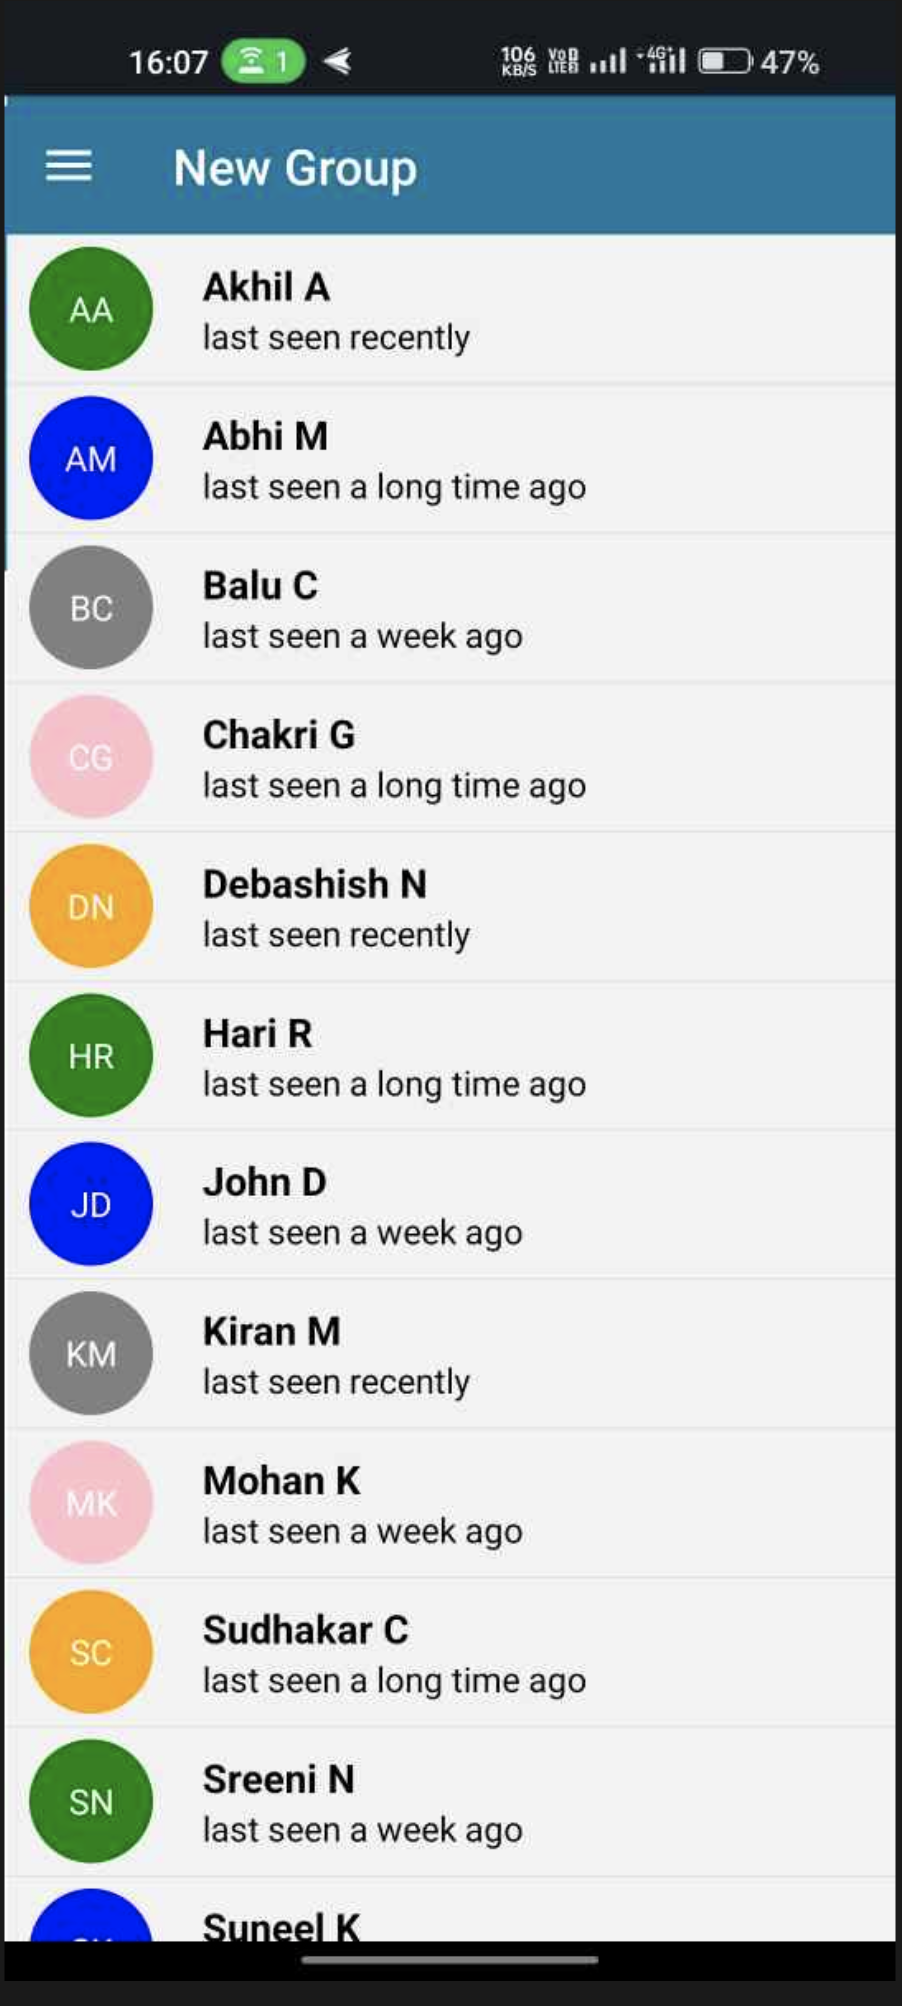 16:07 1 106 KB/S VoD LTE 4G+ 47%
New Group
AA
Akhil A
last seen recently
AM
Abhi M
last seen a long time ago
BC
Balu C
last seen a week ago
CG
Chakri G
last seen a long time ago
DN
Debashish N
last seen recently
HR
Hari R
last seen a long time ago
JD
John D
last seen a week ago
KM
Kiran M
last seen recently
MK
Mohan K
last seen a week ago
SC
Sudhakar C
last seen a long time ago
SN
Sreeni N
last seen a week ago
Suneel K